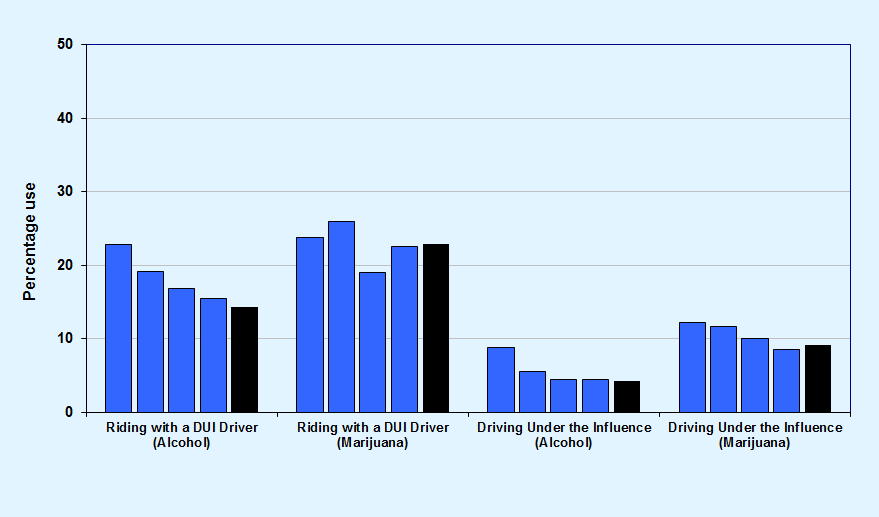 50
40
30
20
10
0
Percentage use
Riding with a DUI Driver
(Alcohol)
Riding with a DUI Driver
(Marijuana)
Driving Under the Influence
(Alcohol)
Driving Under the Influence
(Marijuana)